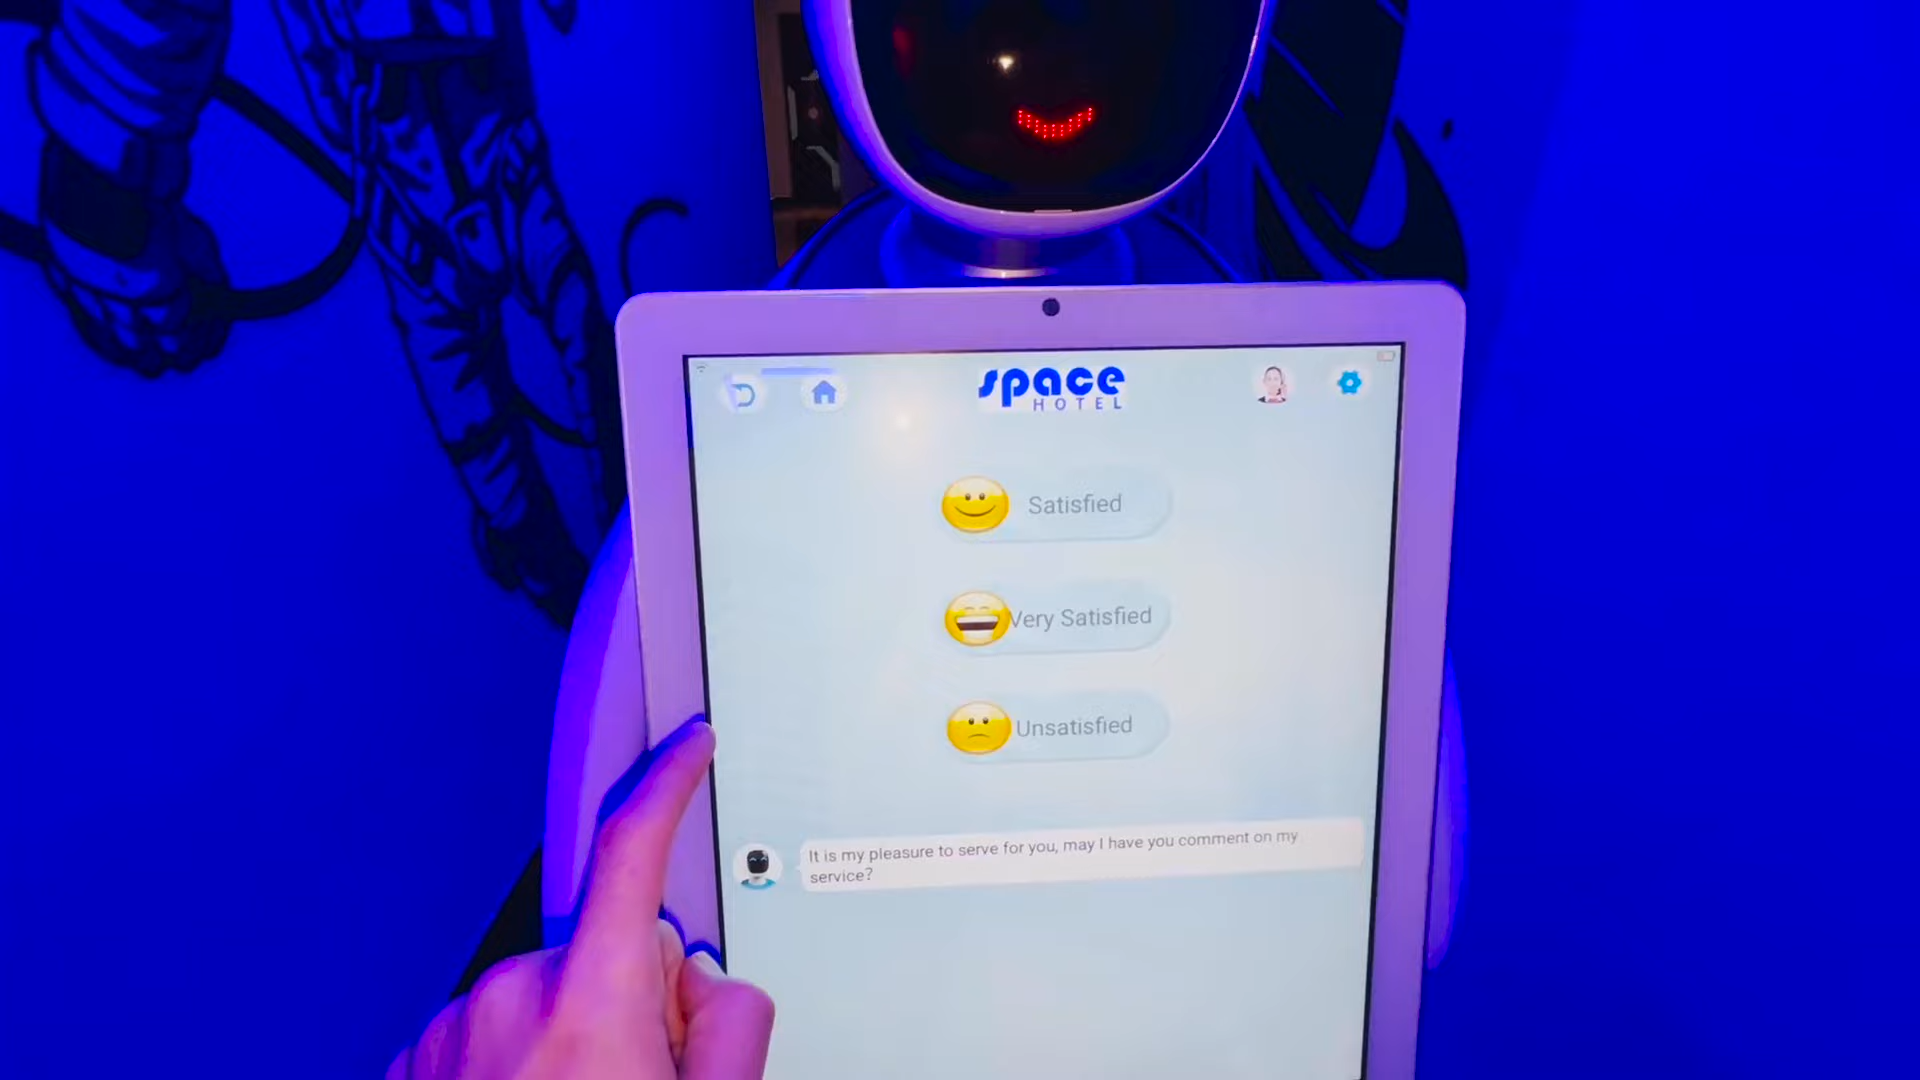 space
HOTEL
Satisfied
Very Satisfied
Unsatisfied
It is my pleasure to serve for you, may I have you comment on my
service?